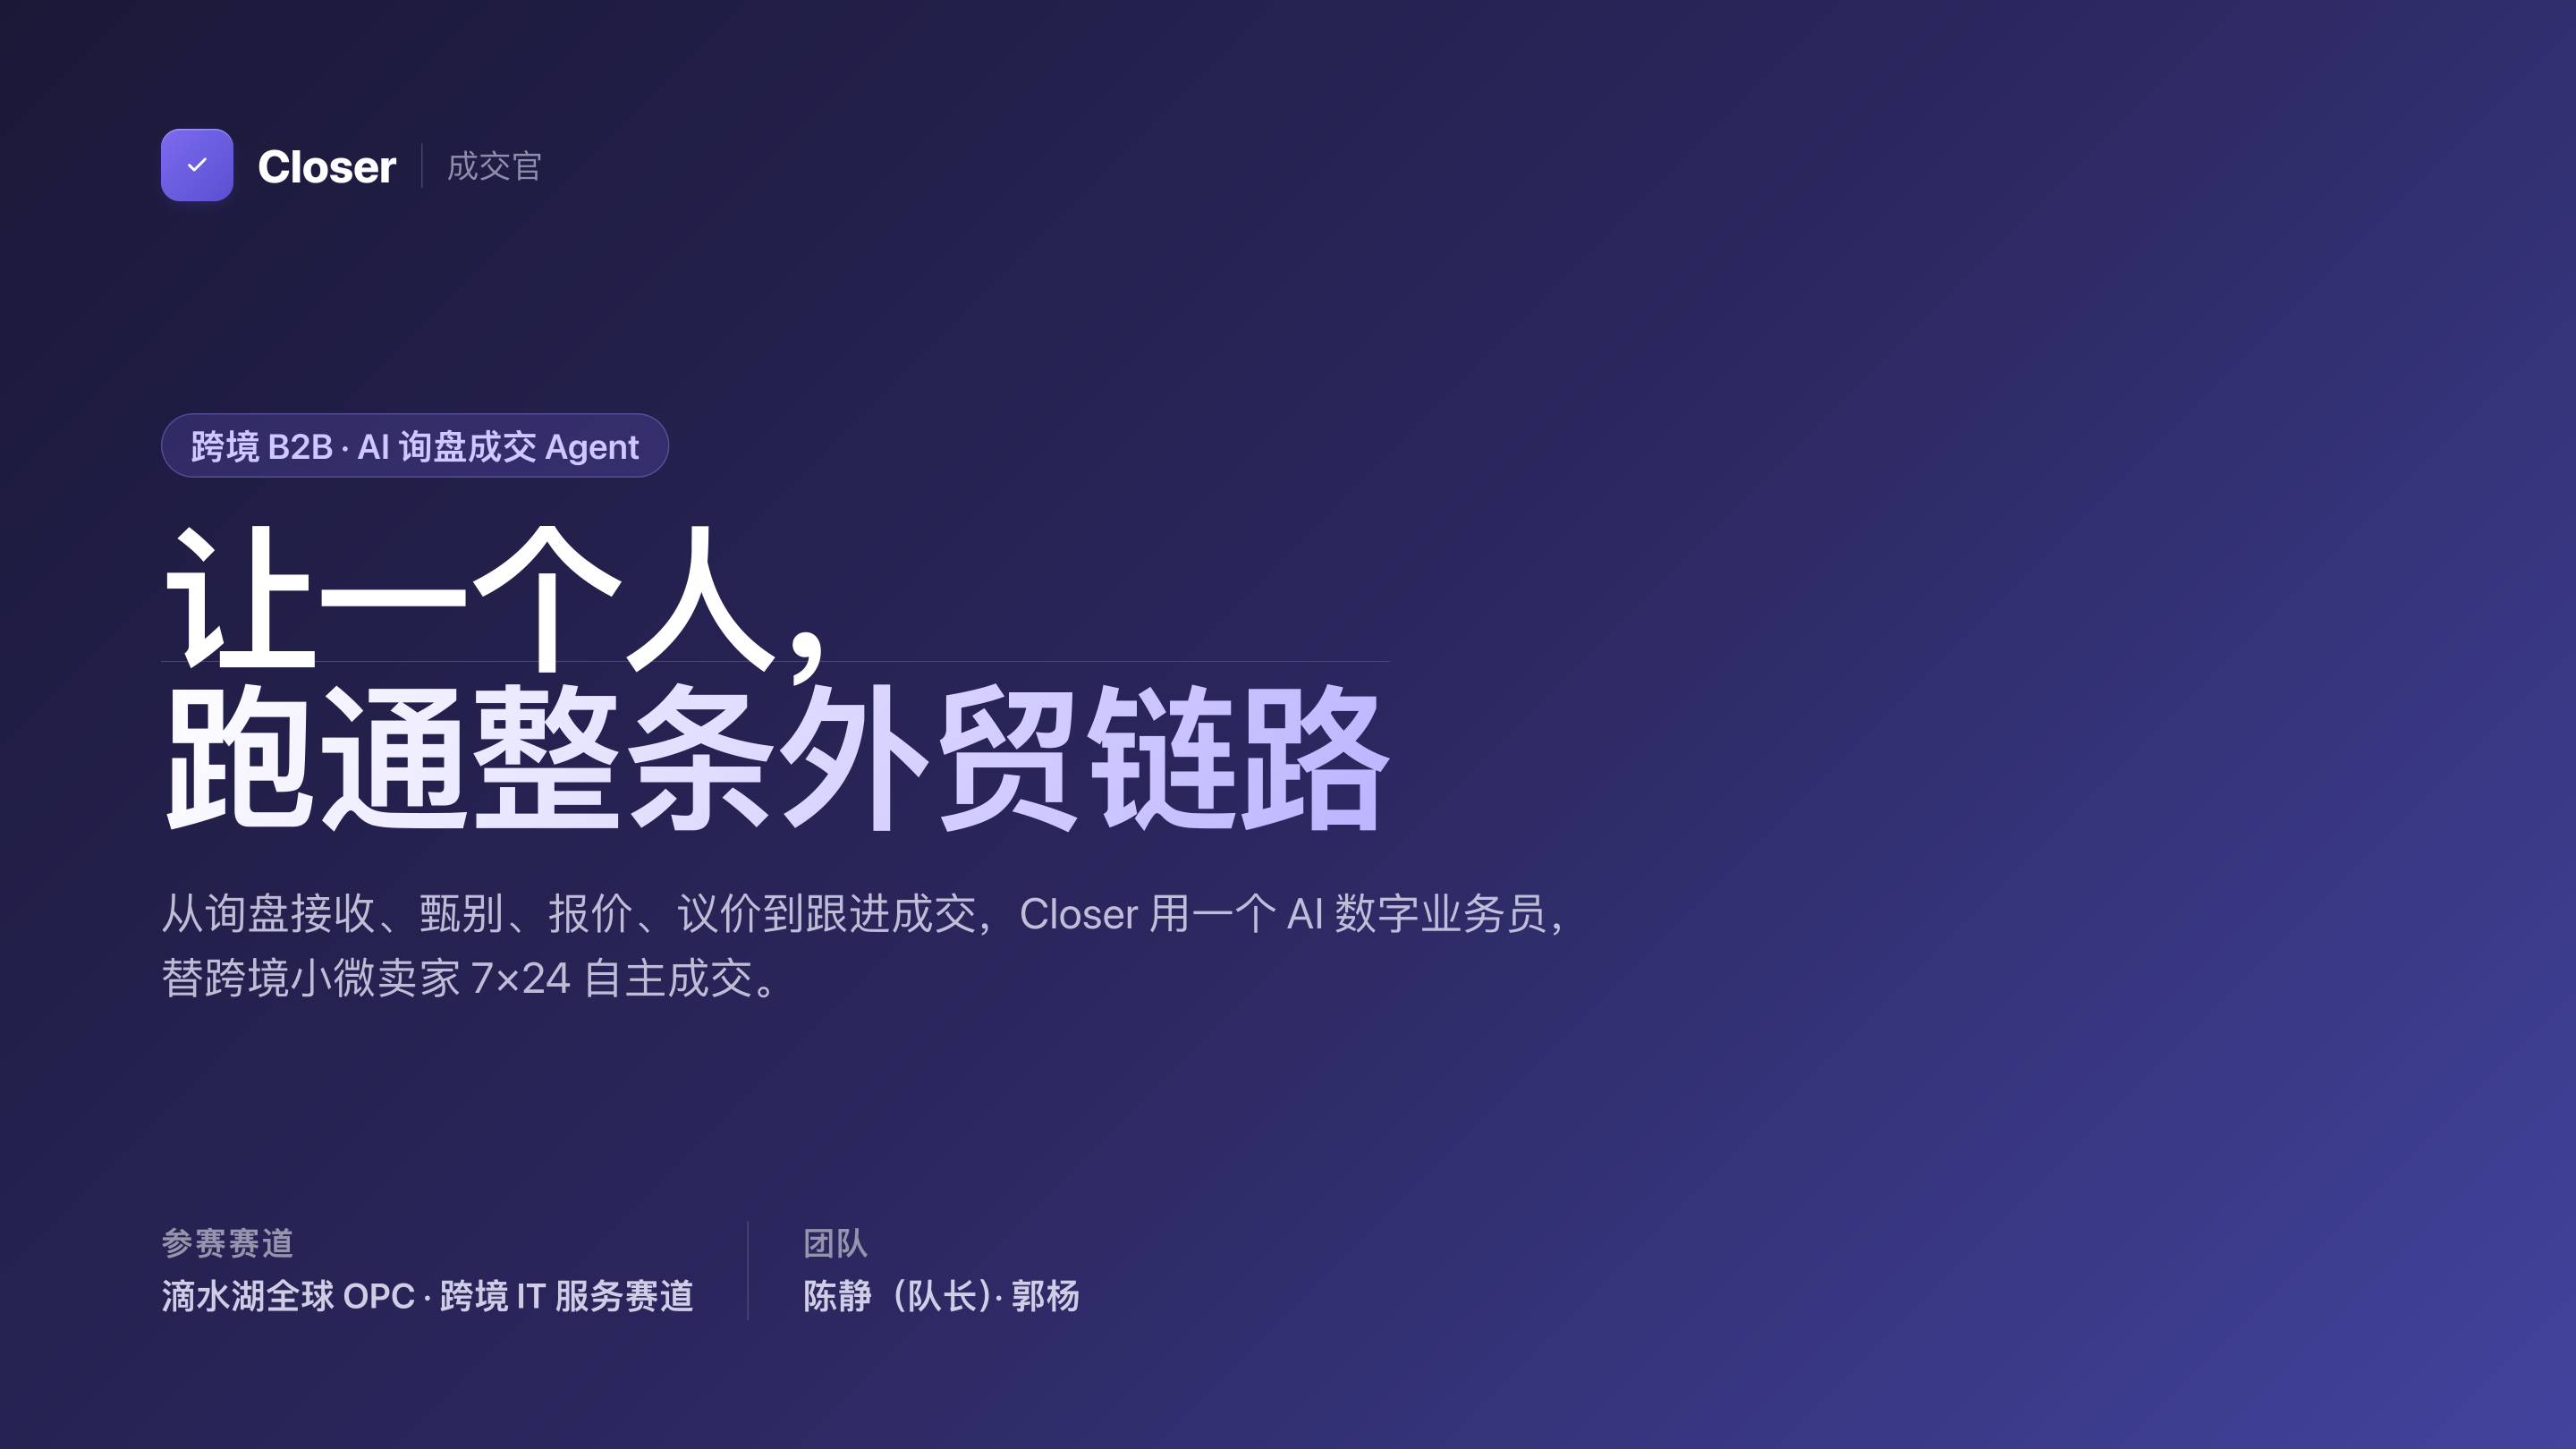 Closer 成交官
跨境 B2B · AI 询盘成交 Agent
让一个人，
跑通整条外贸链路
从询盘接收、甄别、报价、议价到跟进成交，Closer 用一个 AI 数字业务员，
替跨境小微卖家 7×24 自主成交。
参赛赛道
滴水湖全球 OPC · 跨境 IT 服务赛道
团队
陈静（队长）· 郭杨